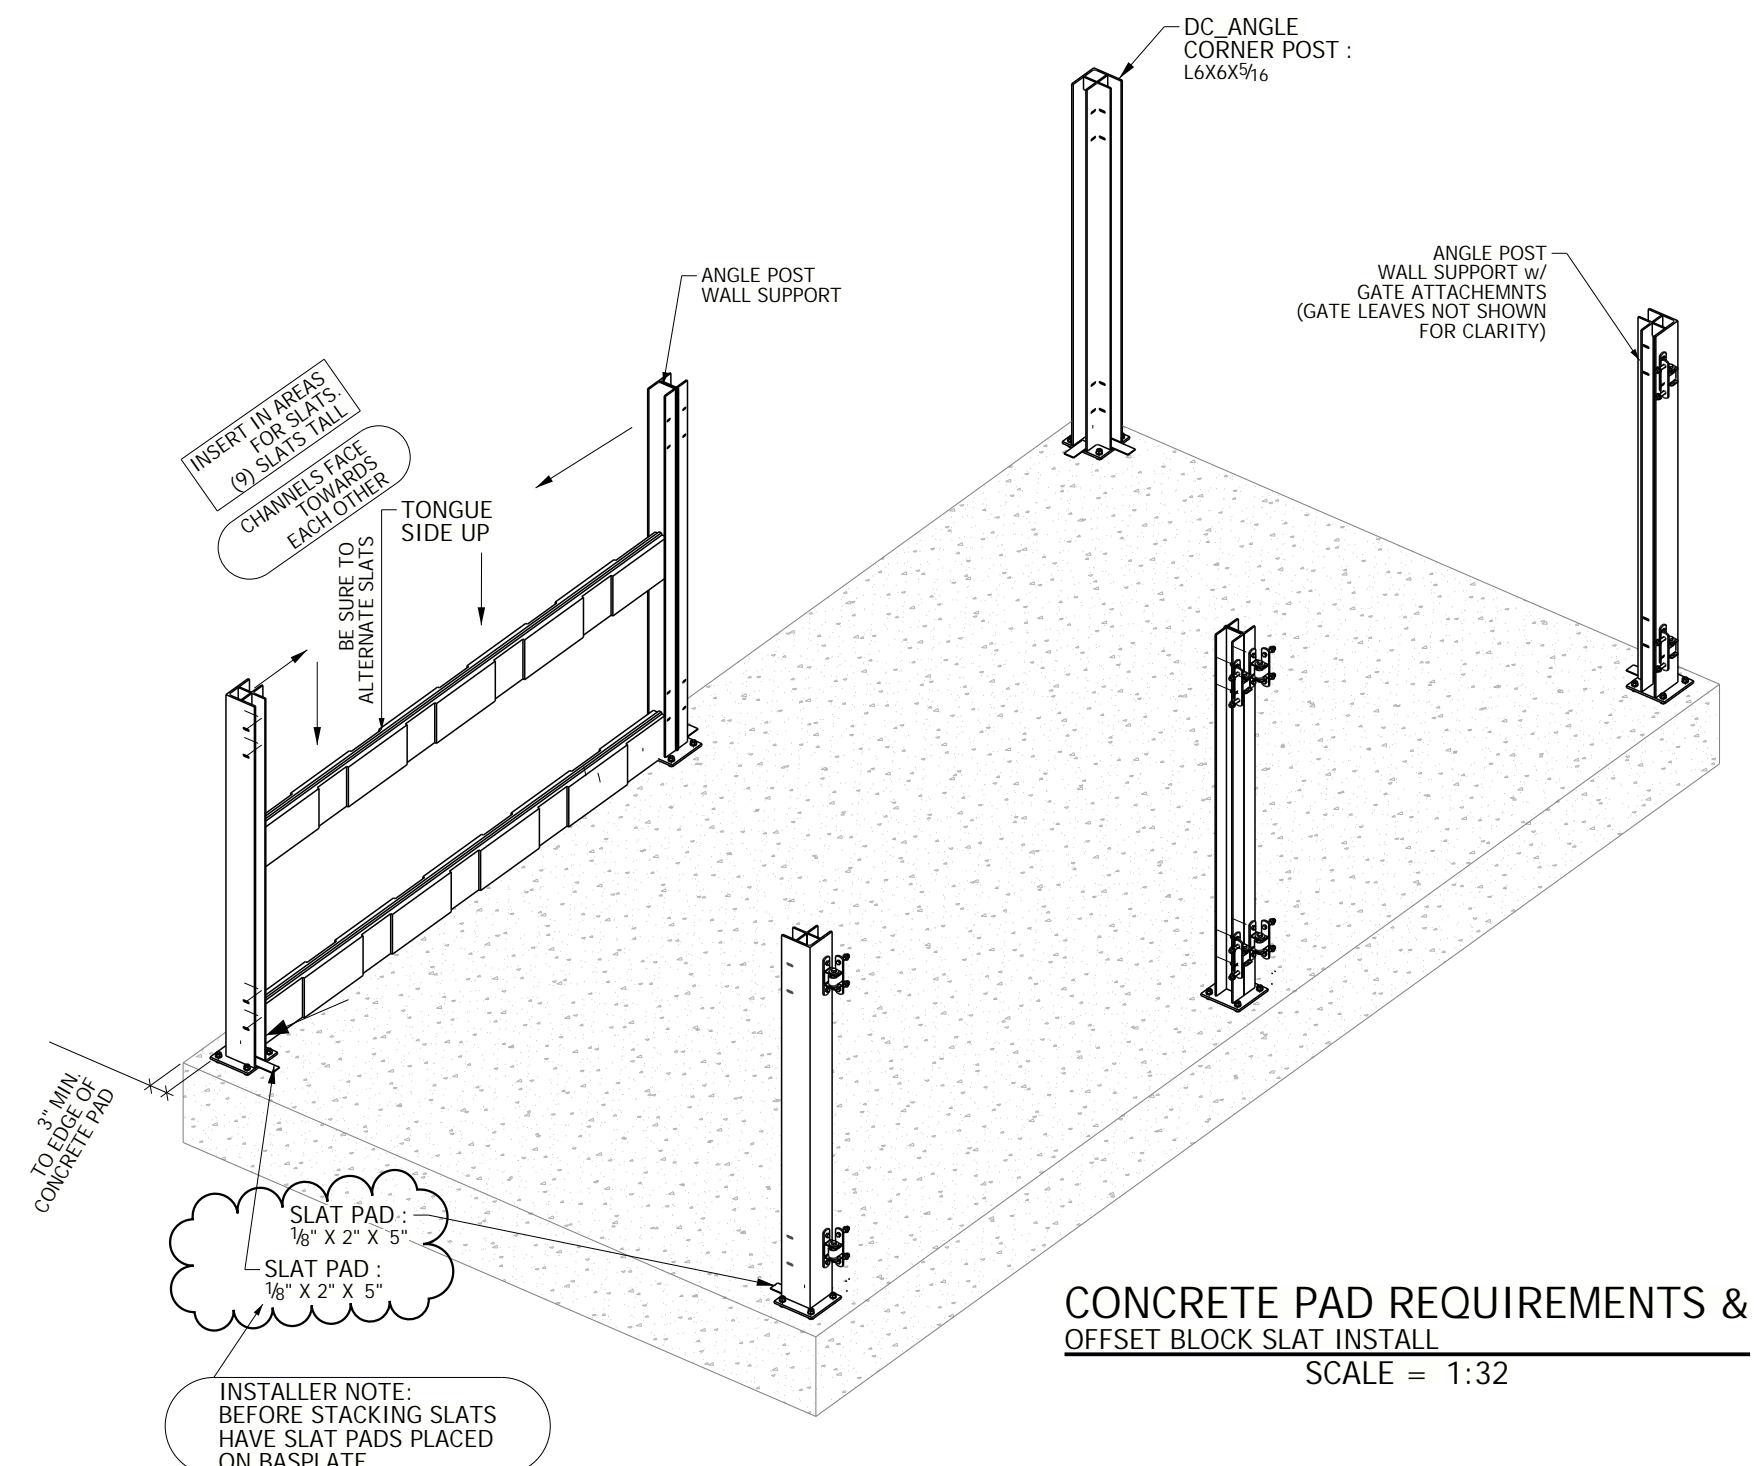 DC_ANGLE
CORNER POST :
L6X6X5/16
ANGLE POST
WALL SUPPORT w/
GATE ATTACHEMNTS
(GATE LEAVES NOT SHOWN
FOR CLARITY)
ANGLE POST
WALL SUPPORT
INSERT IN AREAS
FOR SLATS.
(9) SLATS TALL
CHANNELS FACE
TOWARDS
EACH OTHER
TONGUE
SIDE UP
BE SURE TO
ALTERNATE SLATS
3" MIN.
TO EDGE OF
CONCRETE PAD
SLAT PAD :
1/8" X 2" X 5"
SLAT PAD :
1/8" X 2" X 5"
INSTALLER NOTE:
BEFORE STACKING SLATS
HAVE SLAT PADS PLACED
ON BASPLATE
CONCRETE PAD REQUIREMENTS &
OFFSET BLOCK SLAT INSTALL
SCALE = 1:32